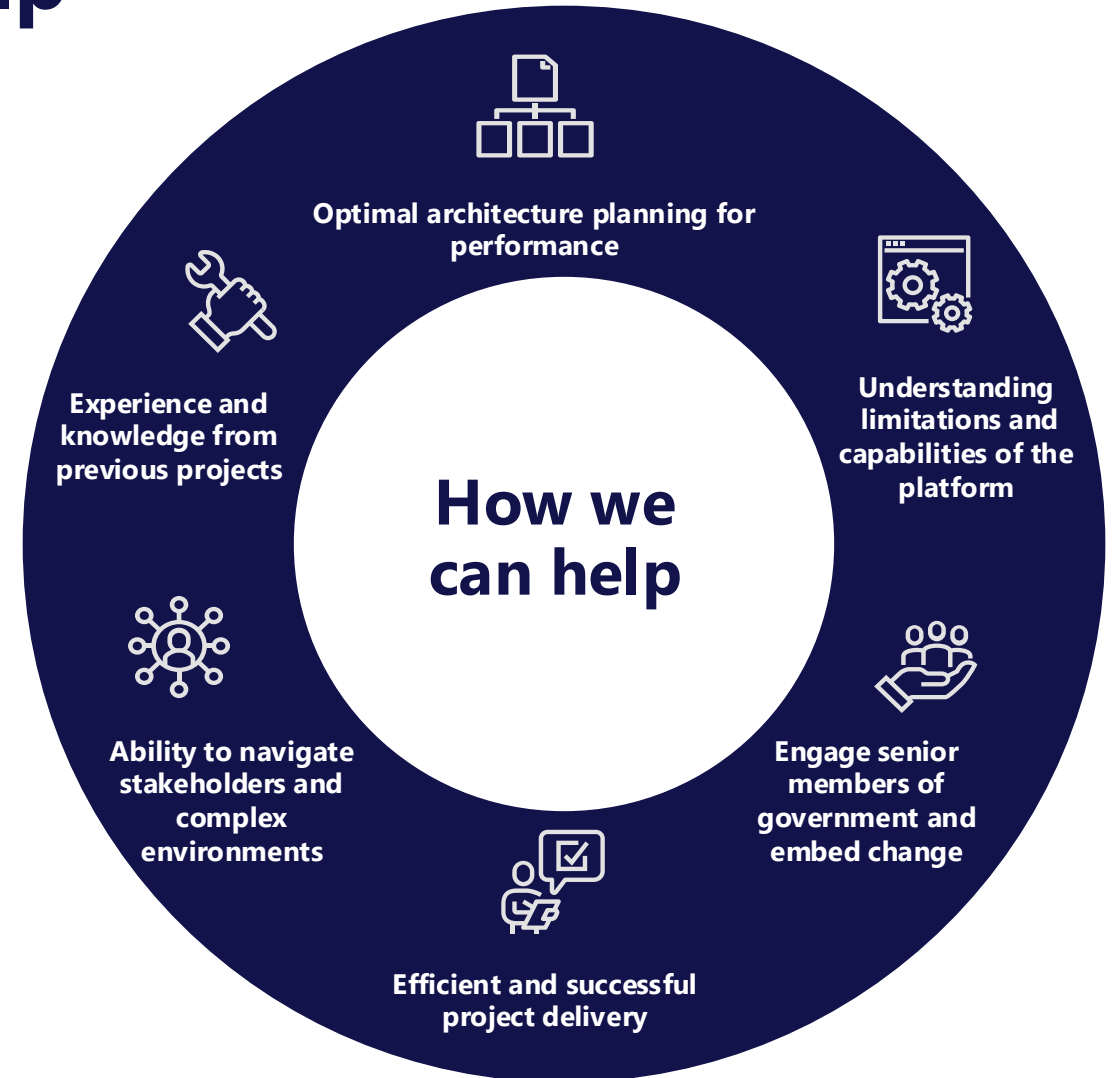 Optimal architecture planning for
performance
Understanding
limitations and
capabilities of the
platform
Engage senior
members of
government and
embed change
Efficient and successful
project delivery
Ability to navigate
stakeholders and
complex
environments
Experience and
knowledge from
previous projects
How we
can help